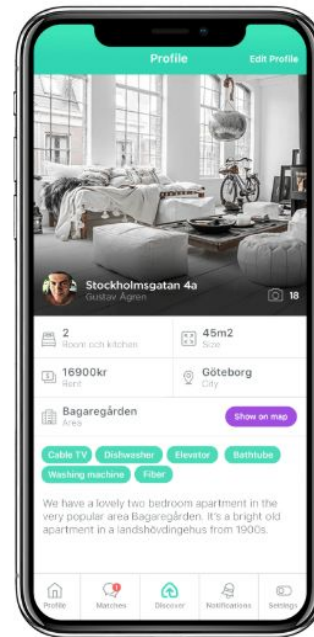 Profile
Edit Profile
Stockholmsgatan 4a
Gustav Ågren
18
2
Room och kitchen
45m2
Size
16900kr
Rent
Göteborg
City
Bagaregården
Area
Show on map
Cable TV
Dishwasher
Elevator
Bathtube
Washing machine
Fiber
We have a lovely two bedroom apartment in the
very popular area Bagaregården. It's a bright old
apartment in a landshövdingehus from 1900s.
Profile
Matches
Discover
Notifications
Settings